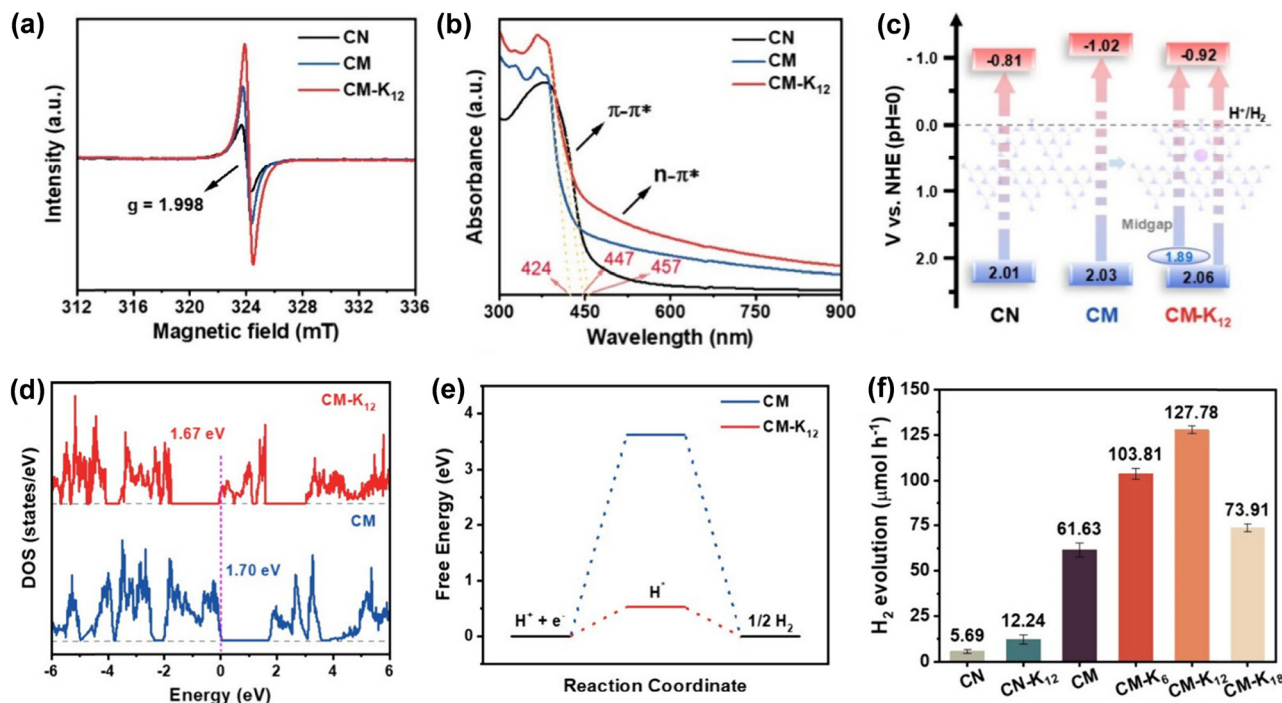 (a)
CN
CM
CM-K₁₂
g = 1.998
Intensity (a.u.)
312 316 320 324 328 332 336
Magnetic field (mT)
(b)
CN
CM
CM-K₁₂
π-π*
n-π*
424
447
457
Absorbance (a.u.)
300 450 600 750 900
Wavelength (nm)
(c)
V vs. NHE (pH=0)
- 1.0
0.0
1.0
2.0
-0.81
-1.02
-0.92
H⁺/H₂
Midgap
1.89
2.01
2.03
2.06
CN
CM
CM-K₁₂
(d)
CM-K₁₂
1.67 eV
CM
1.70 eV
DOS (states/eV)
-6 -4 -2 0 2 4 6
Energy (eV)
(e)
CM
CM-K₁₂
Free Energy (eV)
4
3
2
1
0
H⁺ + e⁻
H*
1/2 H₂
Reaction Coordinate
(f)
H₂ evolution (μmol h⁻¹)
150
125
100
75
50
25
0
5.69
12.24
61.63
103.81
127.78
73.91
CN
CN-K₁₂
CM
CM-K₆
CM-K₁₂
CM-K₁₈